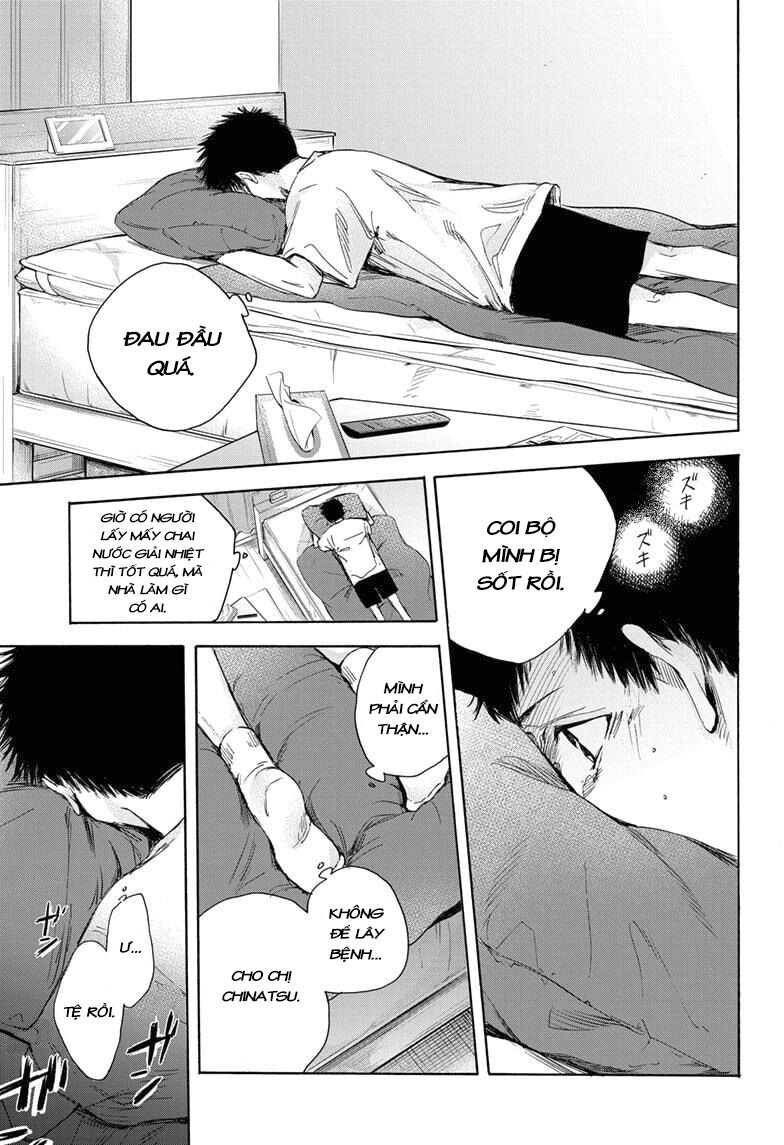 ĐAU ĐẦU
QUÁ.
ズキ
ズキ
COI BỘ
MÌNH BỊ
SỐT RỒI.
GIỜ CÓ NGƯỜI
LẤY MẤY CHAI
NƯỚC GIẢI NHIỆT
THÌ TỐT QUÁ, MÀ
NHÀ LÀM GÌ
CÓ AI.
MÌNH
PHẢI CẨN
THẬN...
KHÔNG
ĐỂ LÂY
BỆNH...
CHO CHỊ
CHINATSU.
Ư...
TỆ RỒI.